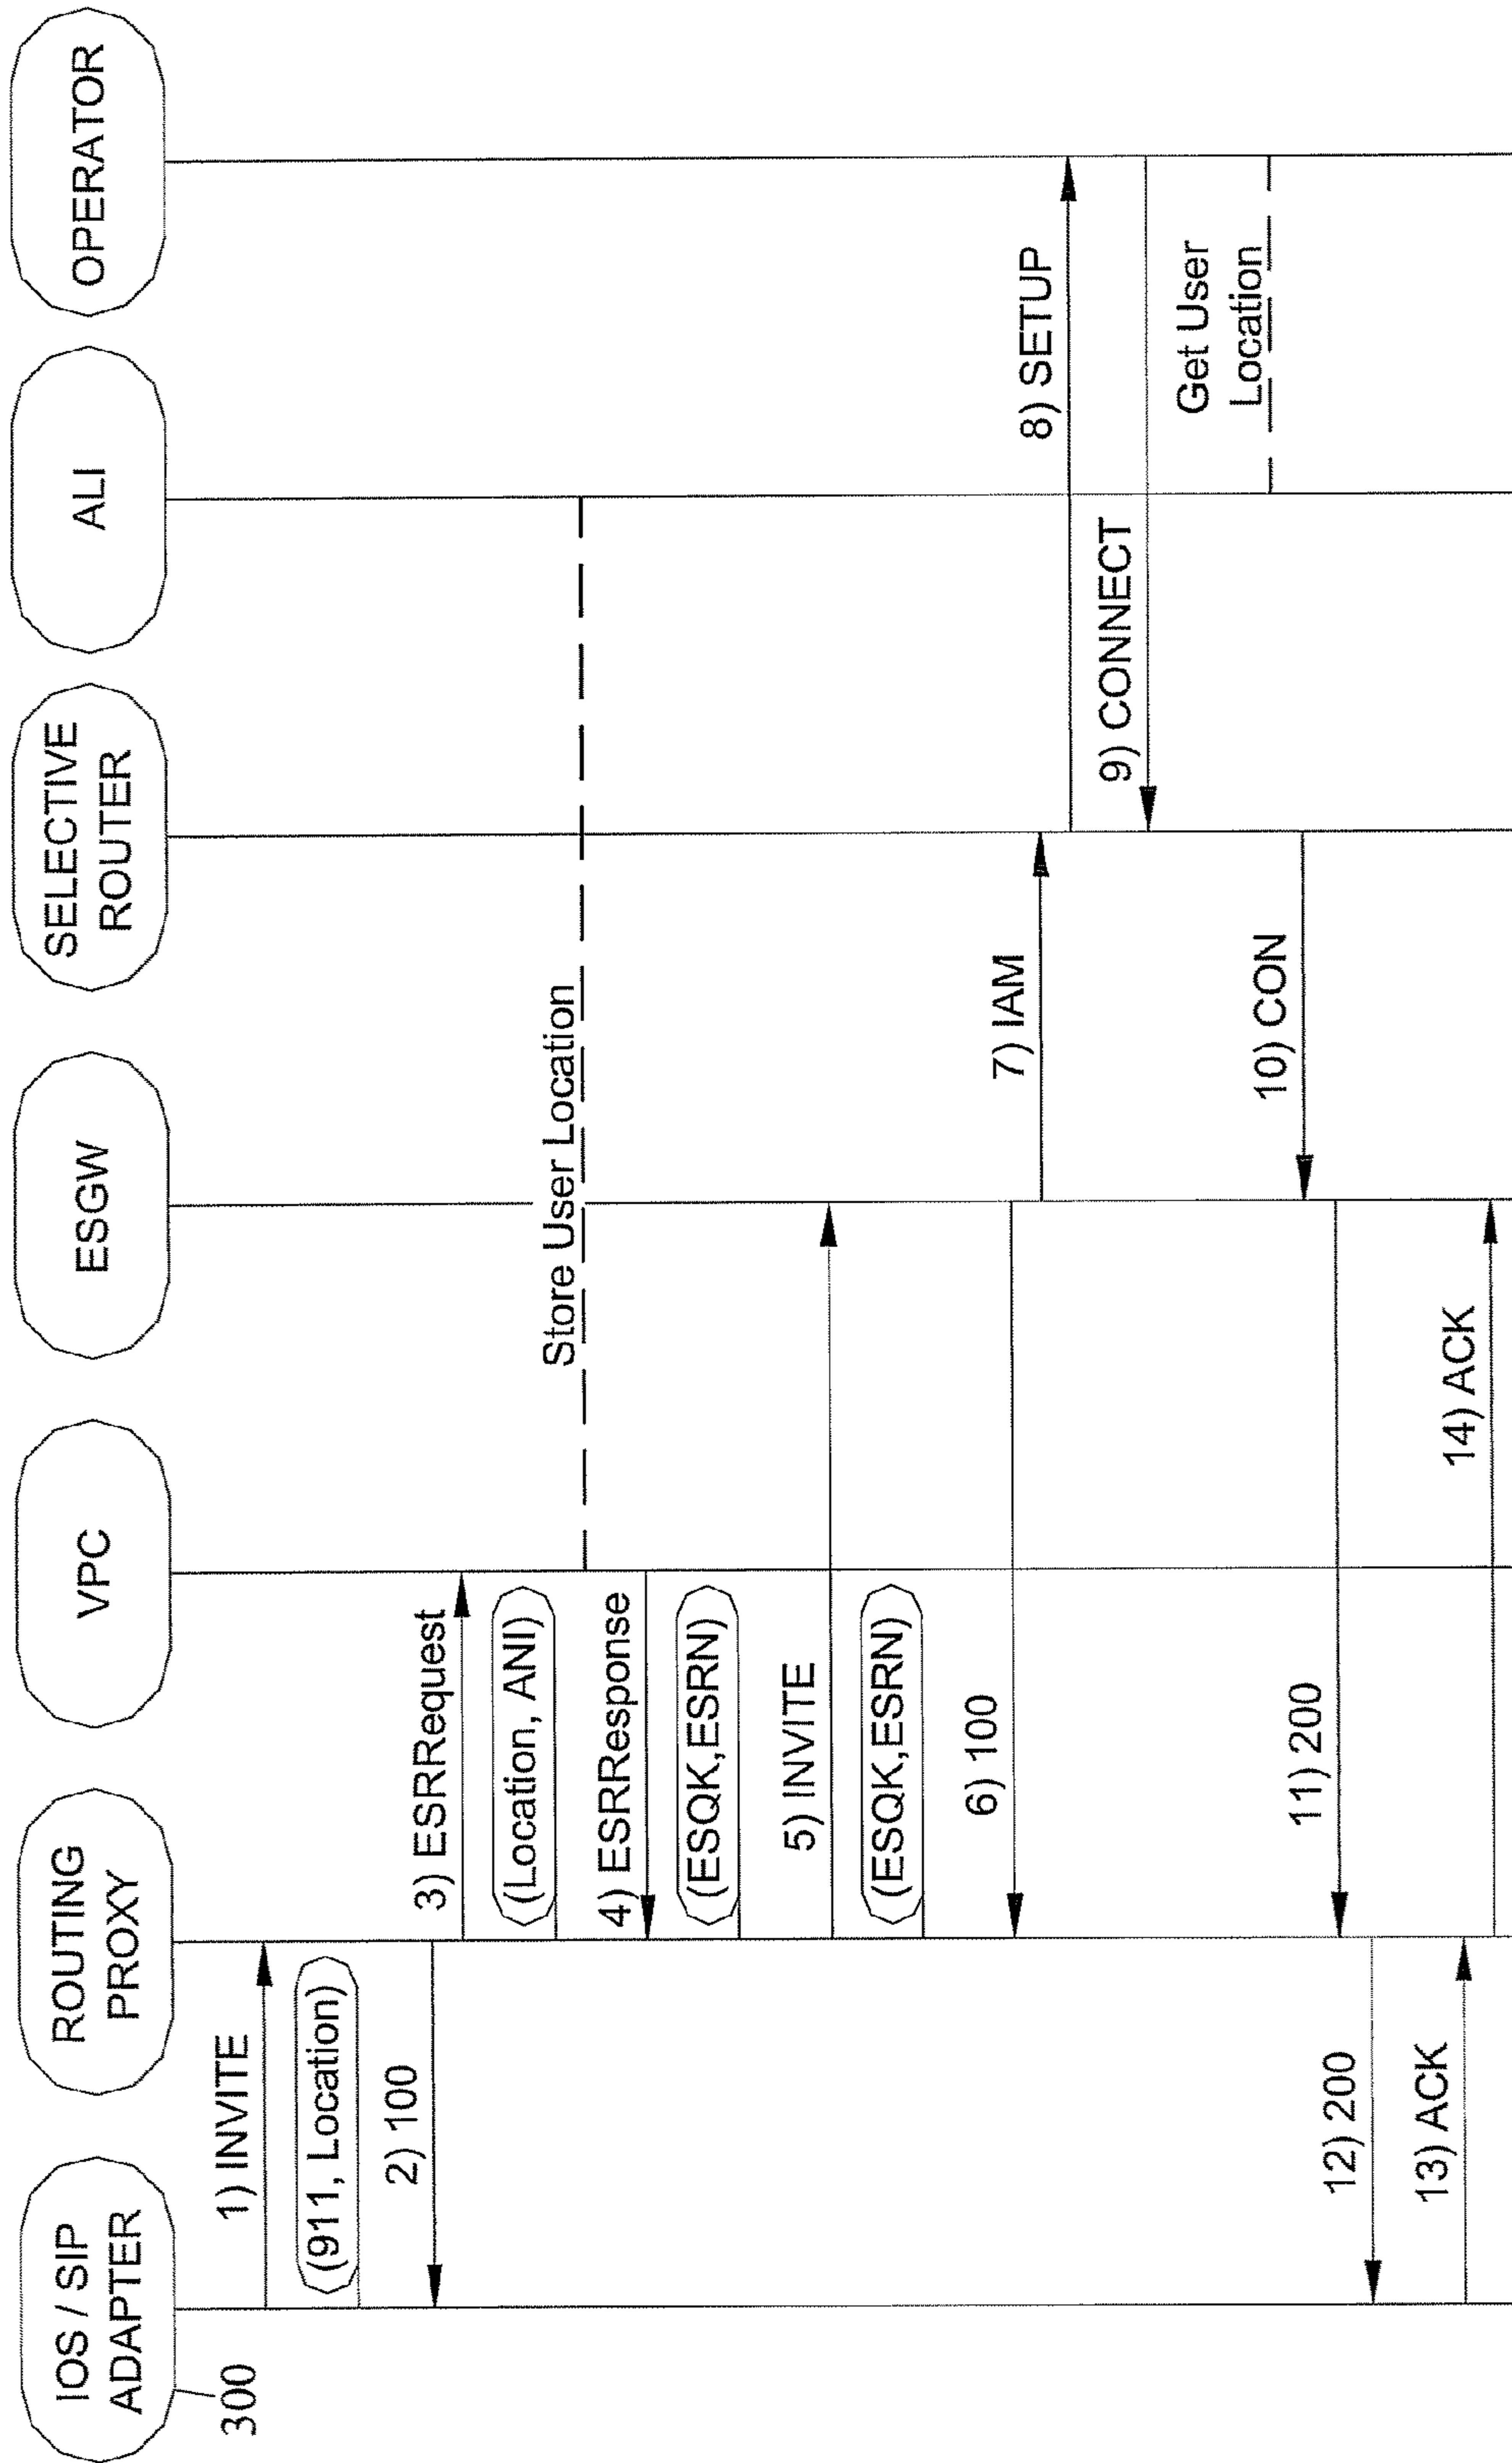 IOS / SIP
ADAPTER
300
ROUTING
PROXY
VPC
ESGW
SELECTIVE
ROUTER
ALI
OPERATOR
1) INVITE
(911, Location)
2) 100
3) ESRRequest
(Location, ANI)
Store User Location
4) ESRResponse
(ESQK,ESRN)
5) INVITE
(ESQK,ESRN)
6) 100
7) IAM
8) SETUP
9) CONNECT
Get User
Location
10) CON
11) 200
12) 200
13) ACK
14) ACK